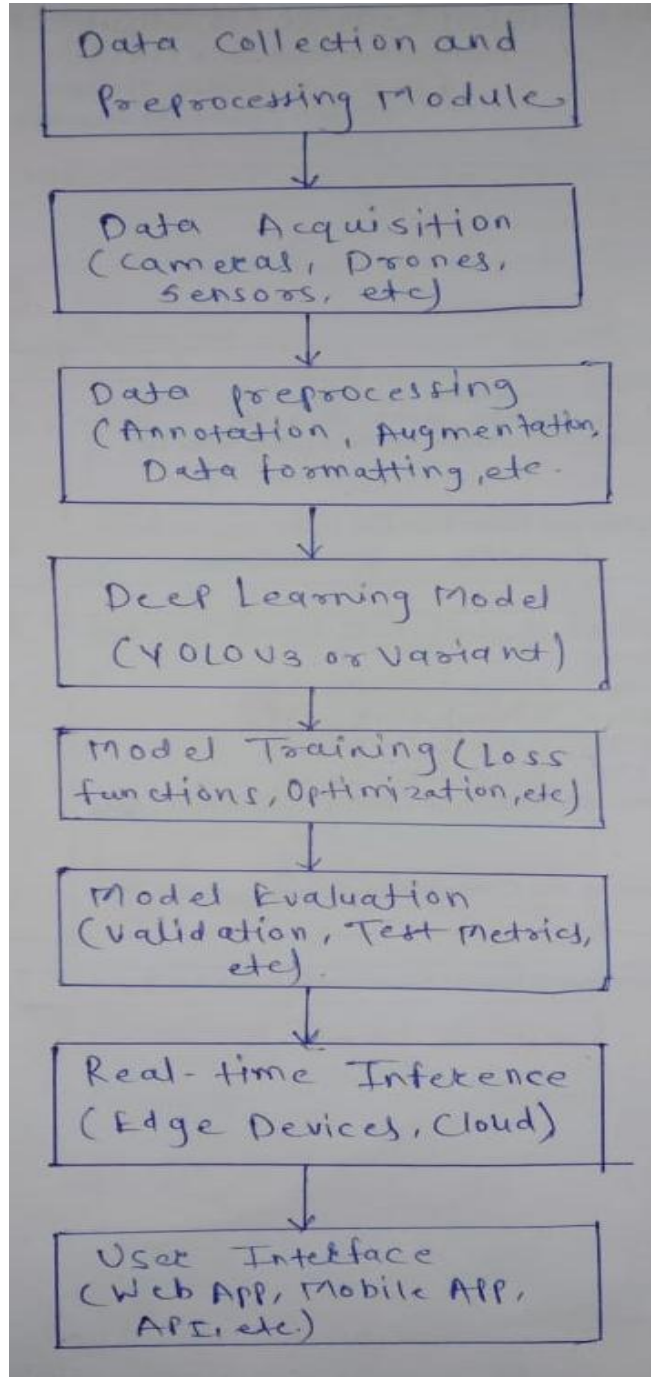 Data Collection and
Preprocessing Module
Data Acquisition
(Cameras, Drones,
Sensors, etc)
Data preprocessing
(Annotation, Augmentation,
Data formatting, etc.
Deep Learning Model
(YOLOV3 or Variant)
Model Training (Loss
functions, Optimization, etc)
Model Evaluation
(Validation, Test Metrics,
etc).
Real-time Inference
(Edge Devices, Cloud)
User Interface
(Web App, Mobile APP,
API, etc.)